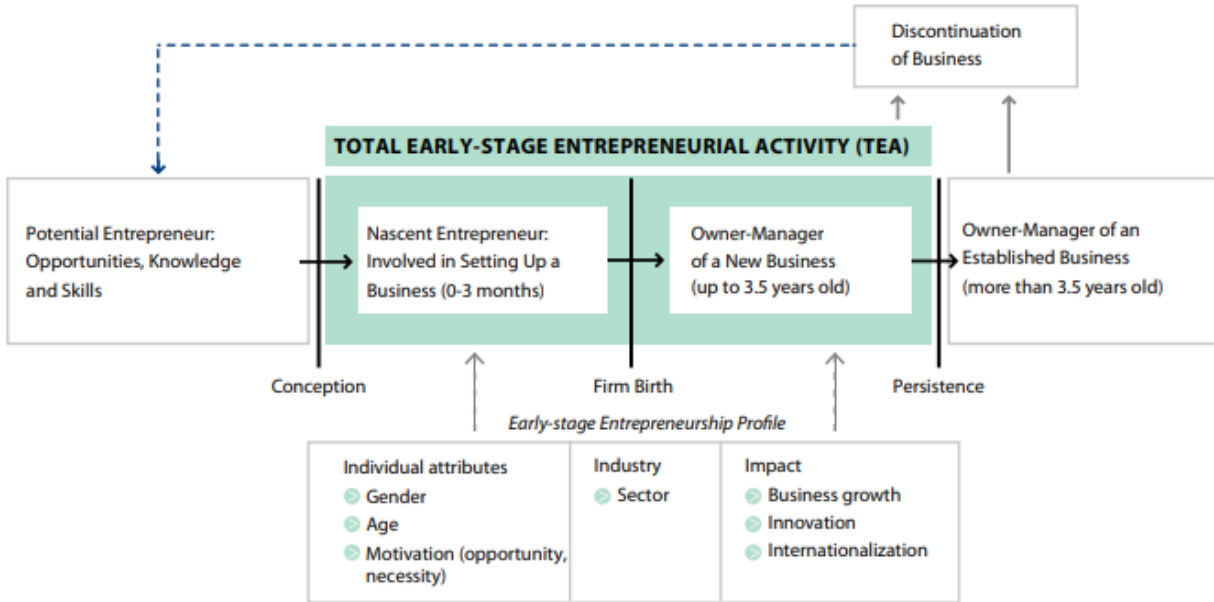 Discontinuation
of Business
TOTAL EARLY-STAGE ENTREPRENEURIAL ACTIVITY (TEA)
Potential Entrepreneur:
Opportunities, Knowledge
and Skills
Nascent Entrepreneur:
Involved in Setting Up a
Business (0-3 months)
Owner-Manager
of a New Business
(up to 3.5 years old)
Owner-Manager of an
Established Business
(more than 3.5 years old)
Conception
Firm Birth
Persistence
Early-stage Entrepreneurship Profile
Individual attributes
Gender
Age
Motivation (opportunity,
necessity)
Industry
Sector
Impact
Business growth
Innovation
Internationalization